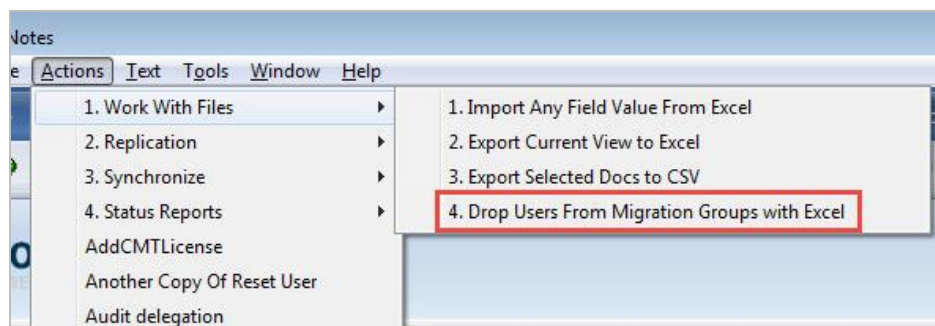 Notes
e Actions Text Tools Window Help
1. Work With Files
2. Replication
3. Synchronize
4. Status Reports
AddCMTLicense
Another Copy Of Reset User
Audit delegation
1. Import Any Field Value From Excel
2. Export Current View to Excel
3. Export Selected Docs to CSV
4. Drop Users From Migration Groups with Excel